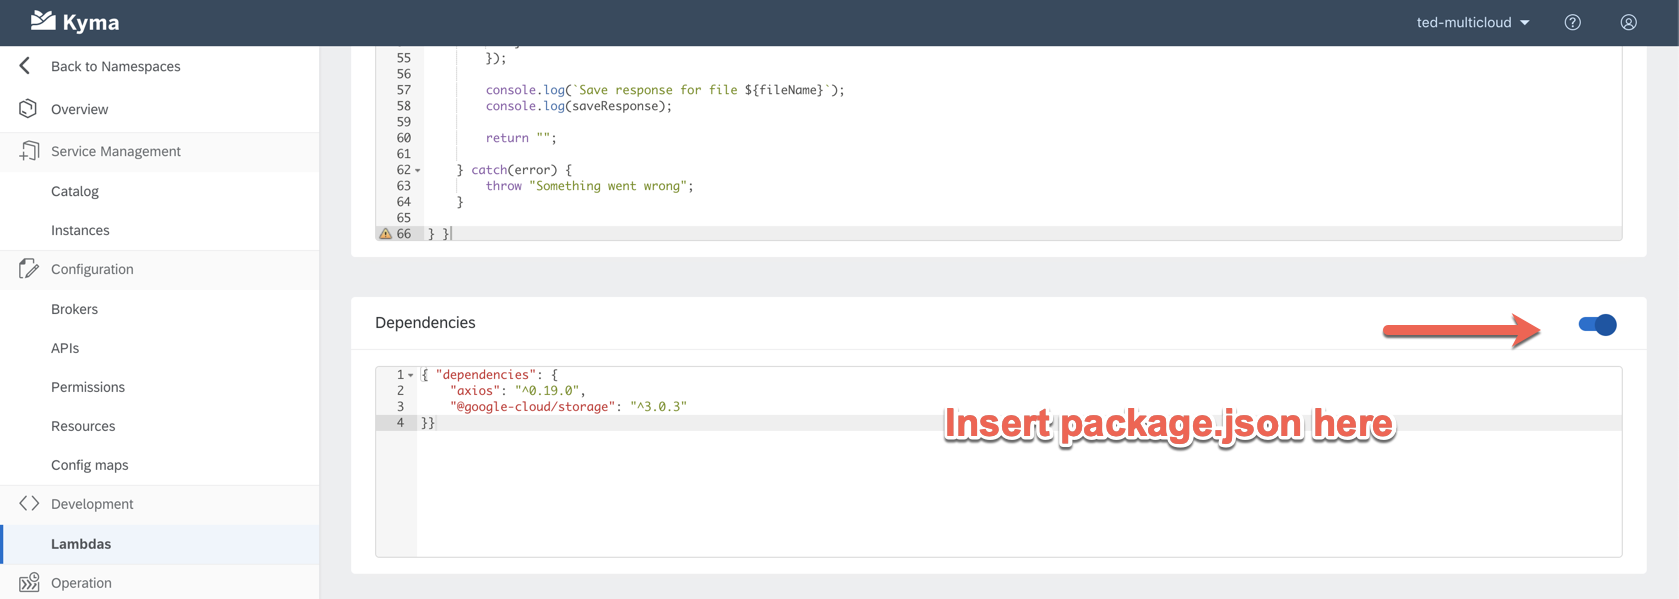 Kyma
ted-multicloud
Back to Namespaces
Overview
Service Management
Catalog
Instances
Configuration
Brokers
APIs
Permissions
Resources
Config maps
Development
Lambdas
Operation
55 });
56
57 console.log(`Save response for file ${fileName}`);
58 console.log(saveResponse);
59
60 return "";
61
62 } catch(error) {
63 throw "Something went wrong";
64 }
65
66 } }
Dependencies
1 { "dependencies": {
2 "axios": "^0.19.0",
3 "@google-cloud/storage": "^3.0.3"
4 }}
Insert package.json here